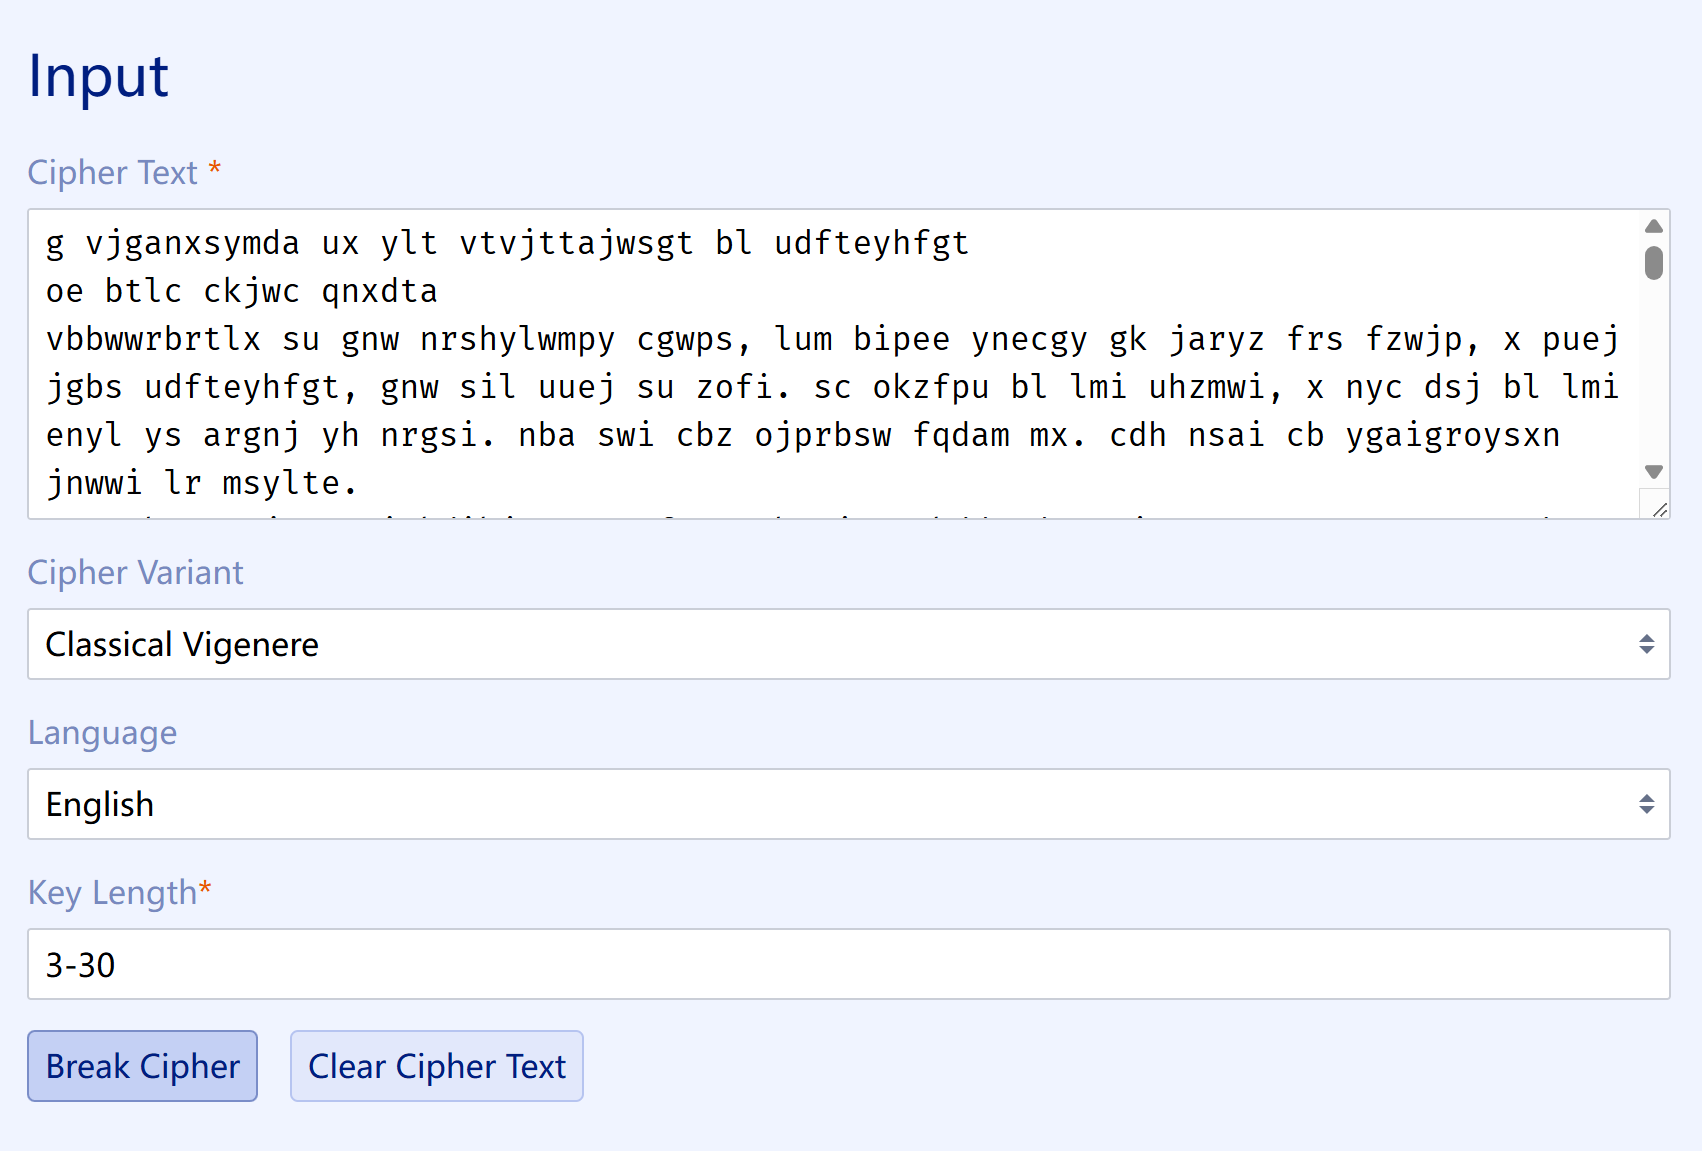 Input
Cipher Text *
g vjganxsymda ux ylt vtvjttajwsgt bl udfteyhfgt
oe btlc ckjwc qnxdta
vbbwwrbrtlx su gnw nrshylwmpy cgwps, lum bipee ynecgy gk jaryz frs fzwjp, x puej
jgbs udfteyhfgt, gnw sil uuej su zofi. sc okzfpu bl lmi uhzmwi, x nyc dsj bl lmi
enyl ys argnj yh nrgsi. nba swi cbz ojprbsw fqdam mx. cdh nsai cb ygaigroysxn
jnwwi lr msylte.
Cipher Variant
Classical Vigenere
Language
English
Key Length*
3-30
Break Cipher Clear Cipher Text